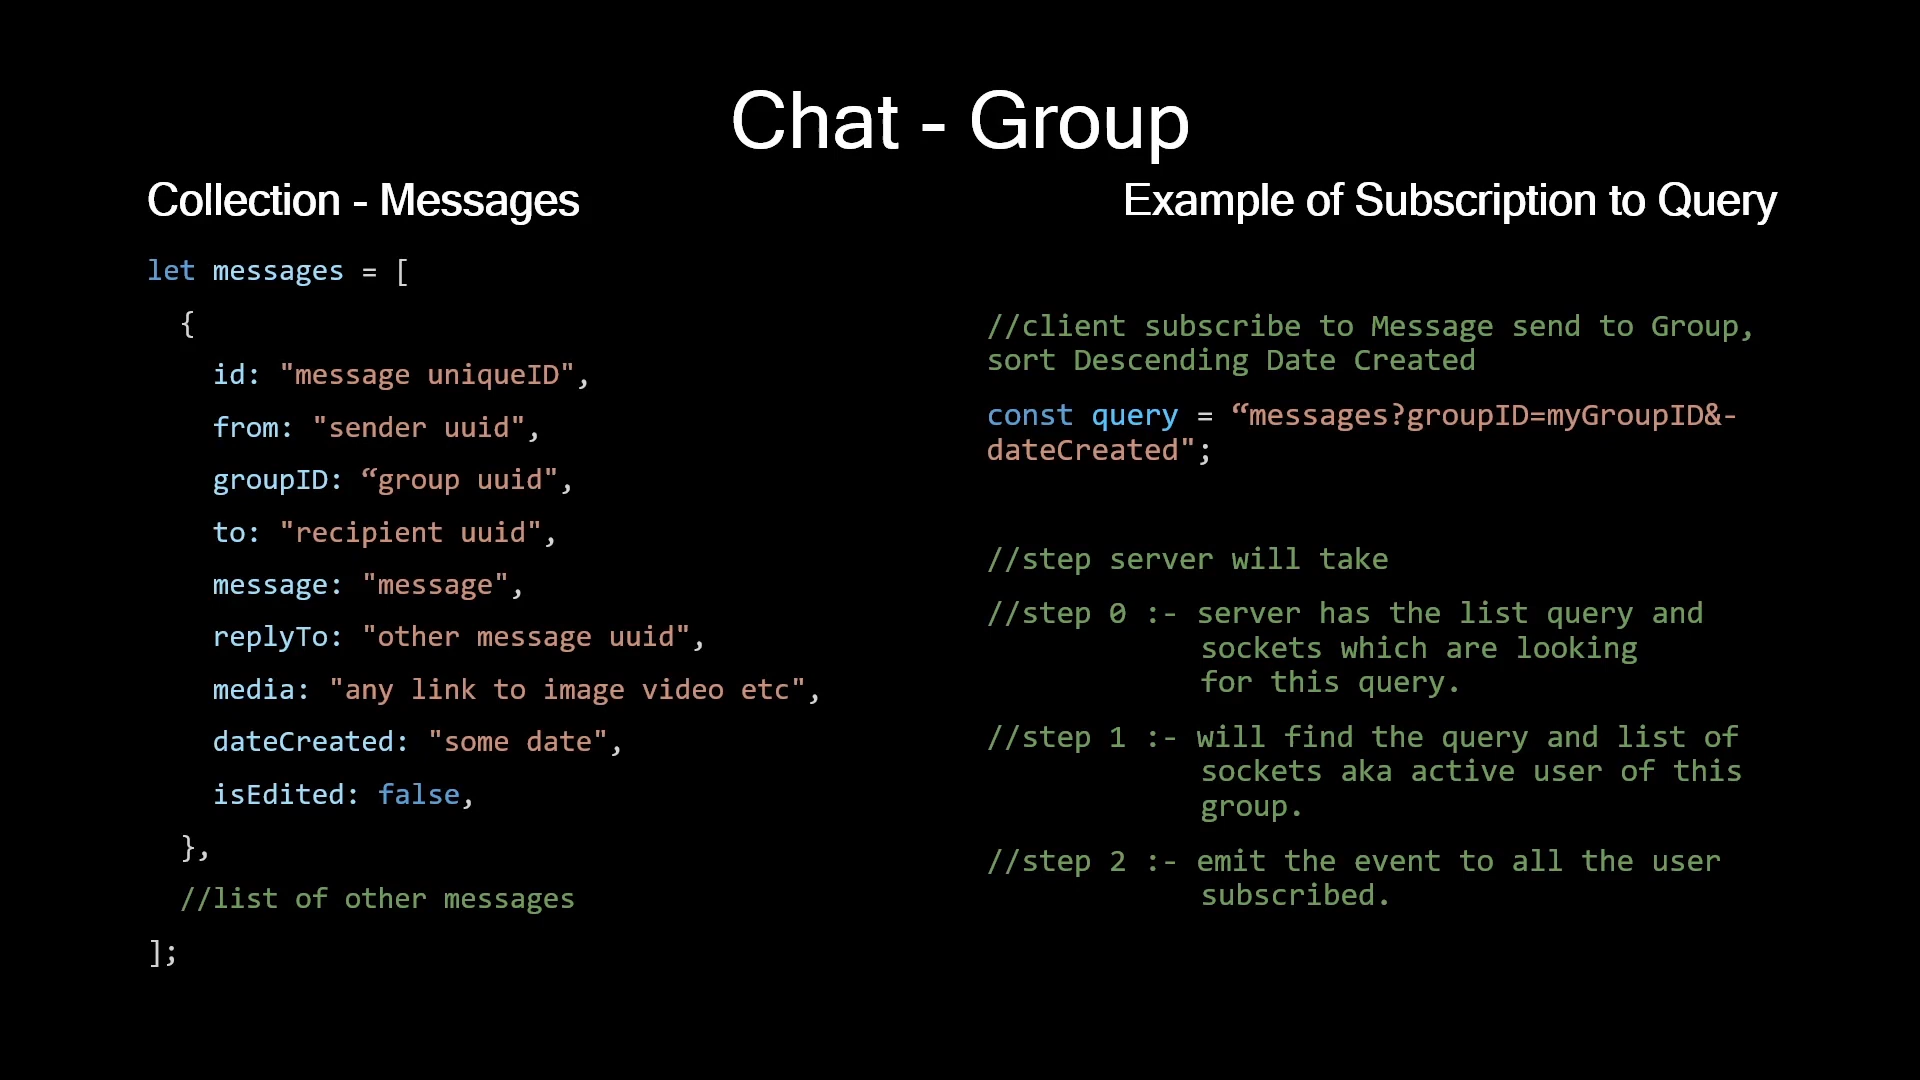 Chat - Group
Collection - Messages
let messages = [
{
id: "message uniqueID",
from: "sender uuid",
groupID: “group uuid",
to: "recipient uuid",
message: "message",
replyTo: "other message uuid",
media: "any link to image video etc",
dateCreated: "some date",
isEdited: false,
},
//list of other messages
];
Example of Subscription to Query
//client subscribe to Message send to Group,
sort Descending Date Created
const query = “messages?groupID=myGroupID&-
dateCreated";
//step server will take
//step 0 :- server has the list query and
sockets which are looking
for this query.
//step 1 :- will find the query and list of
sockets aka active user of this
group.
//step 2 :- emit the event to all the user
subscribed.